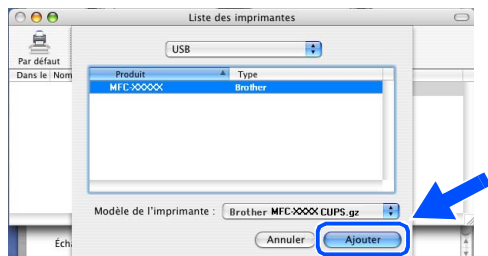 Liste des imprimantes
USB
Par défaut
Dans le Nom
Produit Type
MFC-XXXXX Brother
Modèle de l'imprimante : Brother MFC-XXXX CUPS.gz
Annuler Ajouter